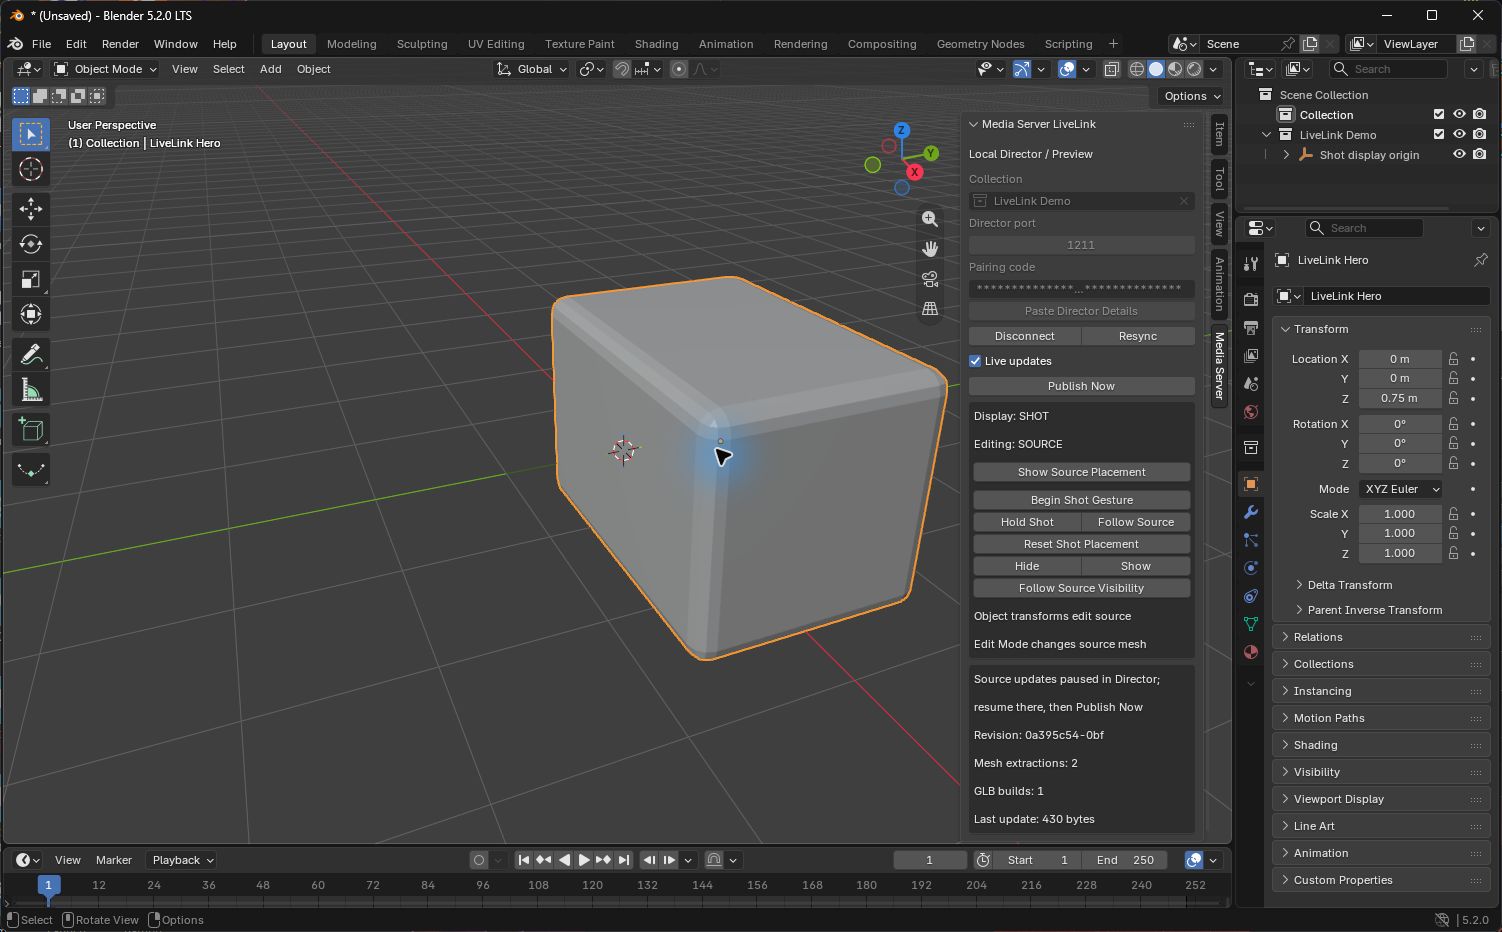 * (Unsaved) - Blender 5.2.0 LTS
File Edit Render Window Help Layout Modeling Sculpting UV Editing Texture Paint Shading Animation Rendering Compositing Geometry Nodes Scripting + Scene ViewLayer
Object Mode View Select Add Object Global Search
Options
User Perspective
(1) Collection | LiveLink Hero
Z
Y
X
Media Server LiveLink
Local Director / Preview
Collection
LiveLink Demo
Director port
1211
Pairing code
**************...**************
Paste Director Details
Disconnect Resync
Live updates
Publish Now
Display: SHOT
Editing: SOURCE
Show Source Placement
Begin Shot Gesture
Hold Shot Follow Source
Reset Shot Placement
Hide Show
Follow Source Visibility
Object transforms edit source
Edit Mode changes source mesh
Source updates paused in Director;
resume there, then Publish Now
Revision: 0a395c54-0bf
Mesh extractions: 2
GLB builds: 1
Last update: 430 bytes
Item
Tool
View
Animation
Media Server
Scene Collection
Collection
LiveLink Demo
Shot display origin
Search
LiveLink Hero
LiveLink Hero
Transform
Location X 0 m
Y 0 m
Z 0.75 m
Rotation X 0°
Y 0°
Z 0°
Mode XYZ Euler
Scale X 1.000
Y 1.000
Z 1.000
Delta Transform
Parent Inverse Transform
Relations
Collections
Instancing
Motion Paths
Shading
Visibility
Viewport Display
Line Art
Animation
Custom Properties
View Marker Playback 1 Start 1 End 250
1 12 24 36 48 60 72 84 96 108 120 132 144 156 168 180 192 204 216 228 240 252
Select Rotate View Options 5.2.0